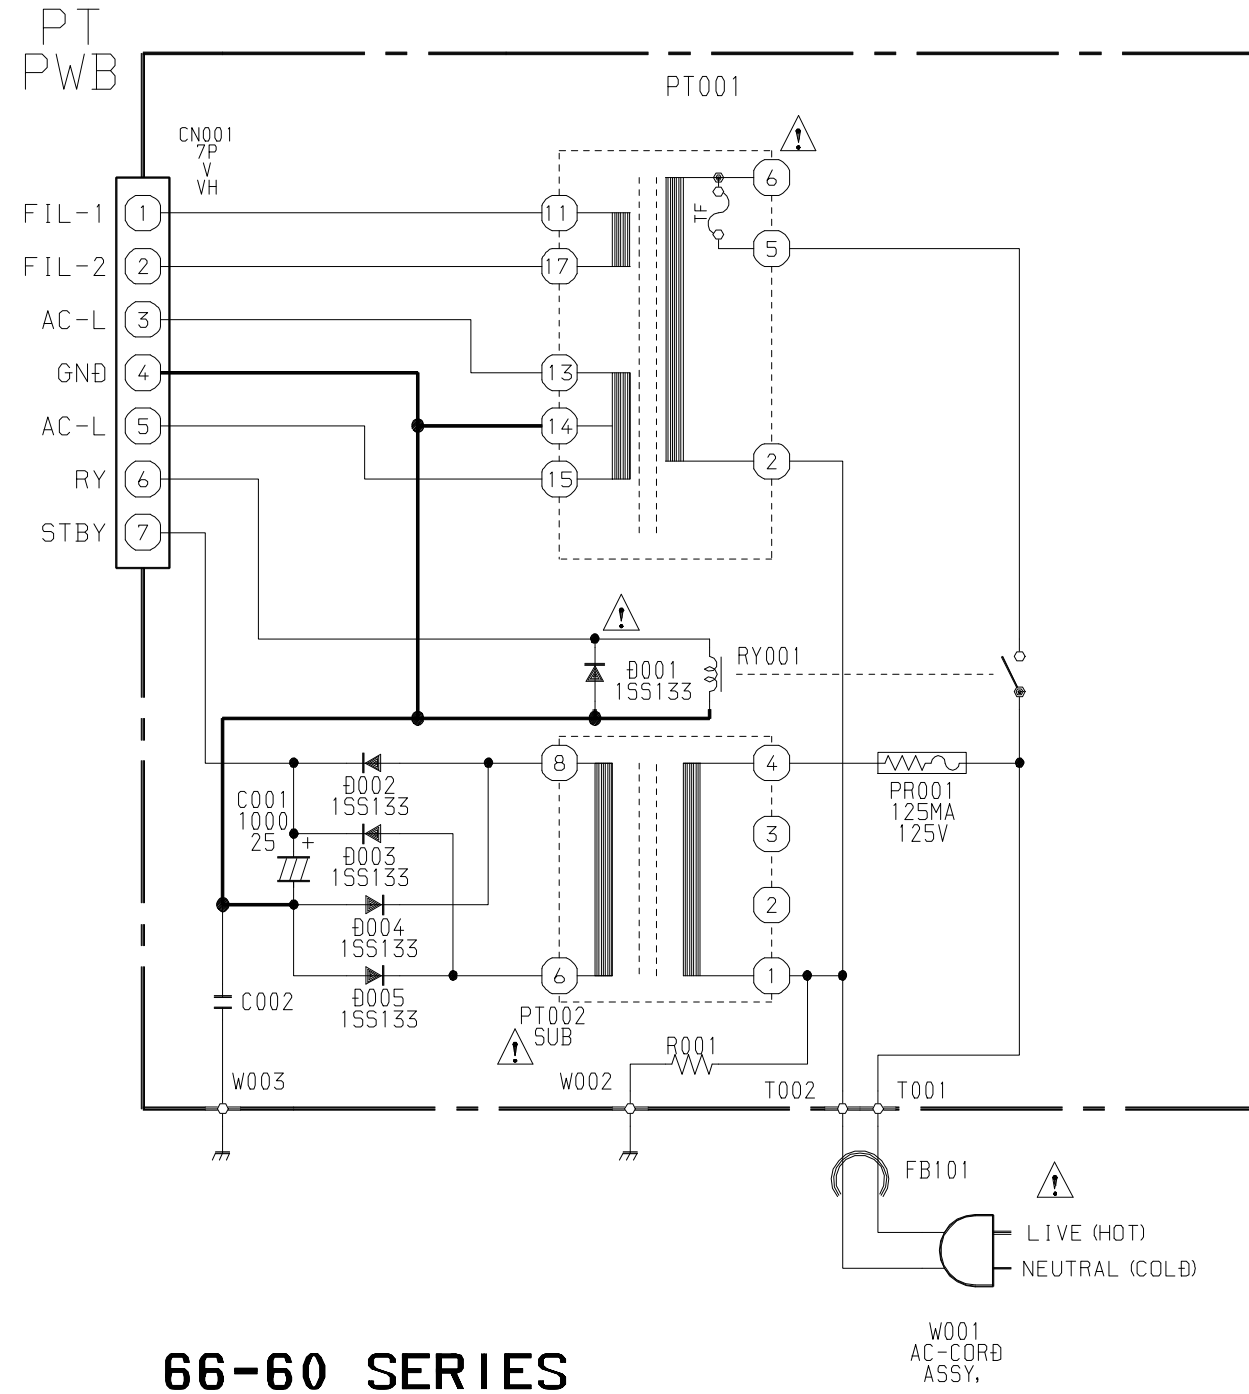 PT
PWB
PT001
CN001
7P
V
VH
!
FIL-1 1
FIL-2 2
AC-L 3
GND 4
AC-L 5
RY 6
STBY 7
11
17
13
14
15
TF
6
5
2
!
D001
1SS133
RY001
8
6
4
3
2
1
D002
1SS133
C001
1000
25 +
D003
1SS133
D004
1SS133
D005
1SS133
PR001
125MA
125V
C002
PT002
SUB
!
R001
W003
W002
T002
T001
FB101
!
LIVE (HOT)
NEUTRAL (COLD)
W001
AC-CORD
ASSY,
66-60 SERIES